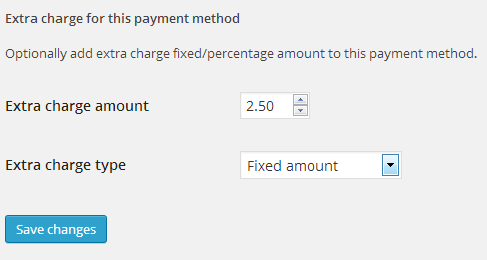 Extra charge for this payment method
Optionally add extra charge fixed/percentage amount to this payment method.
Extra charge amount 2.50
Extra charge type Fixed amount
Save changes